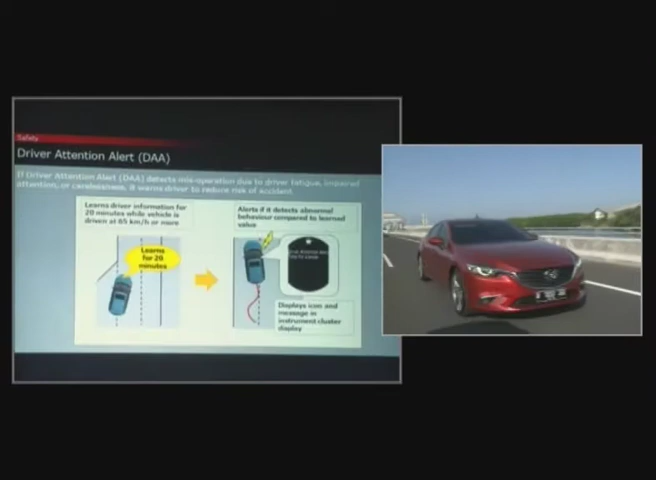 Safety
Driver Attention Alert (DAA)
If Driver Attention Alert (DAA) detects mis-operation due to driver fatigue, impaired
attention, or carelessness, it warns driver to reduce risk of accident.
Learns driver information for
20 minutes while vehicle is
driven at 65 km/h or more
Alerts if it detects abnormal
behaviour compared to learned
value
Learns
for 20
minutes
Displays icon and
message in
instrument cluster
display